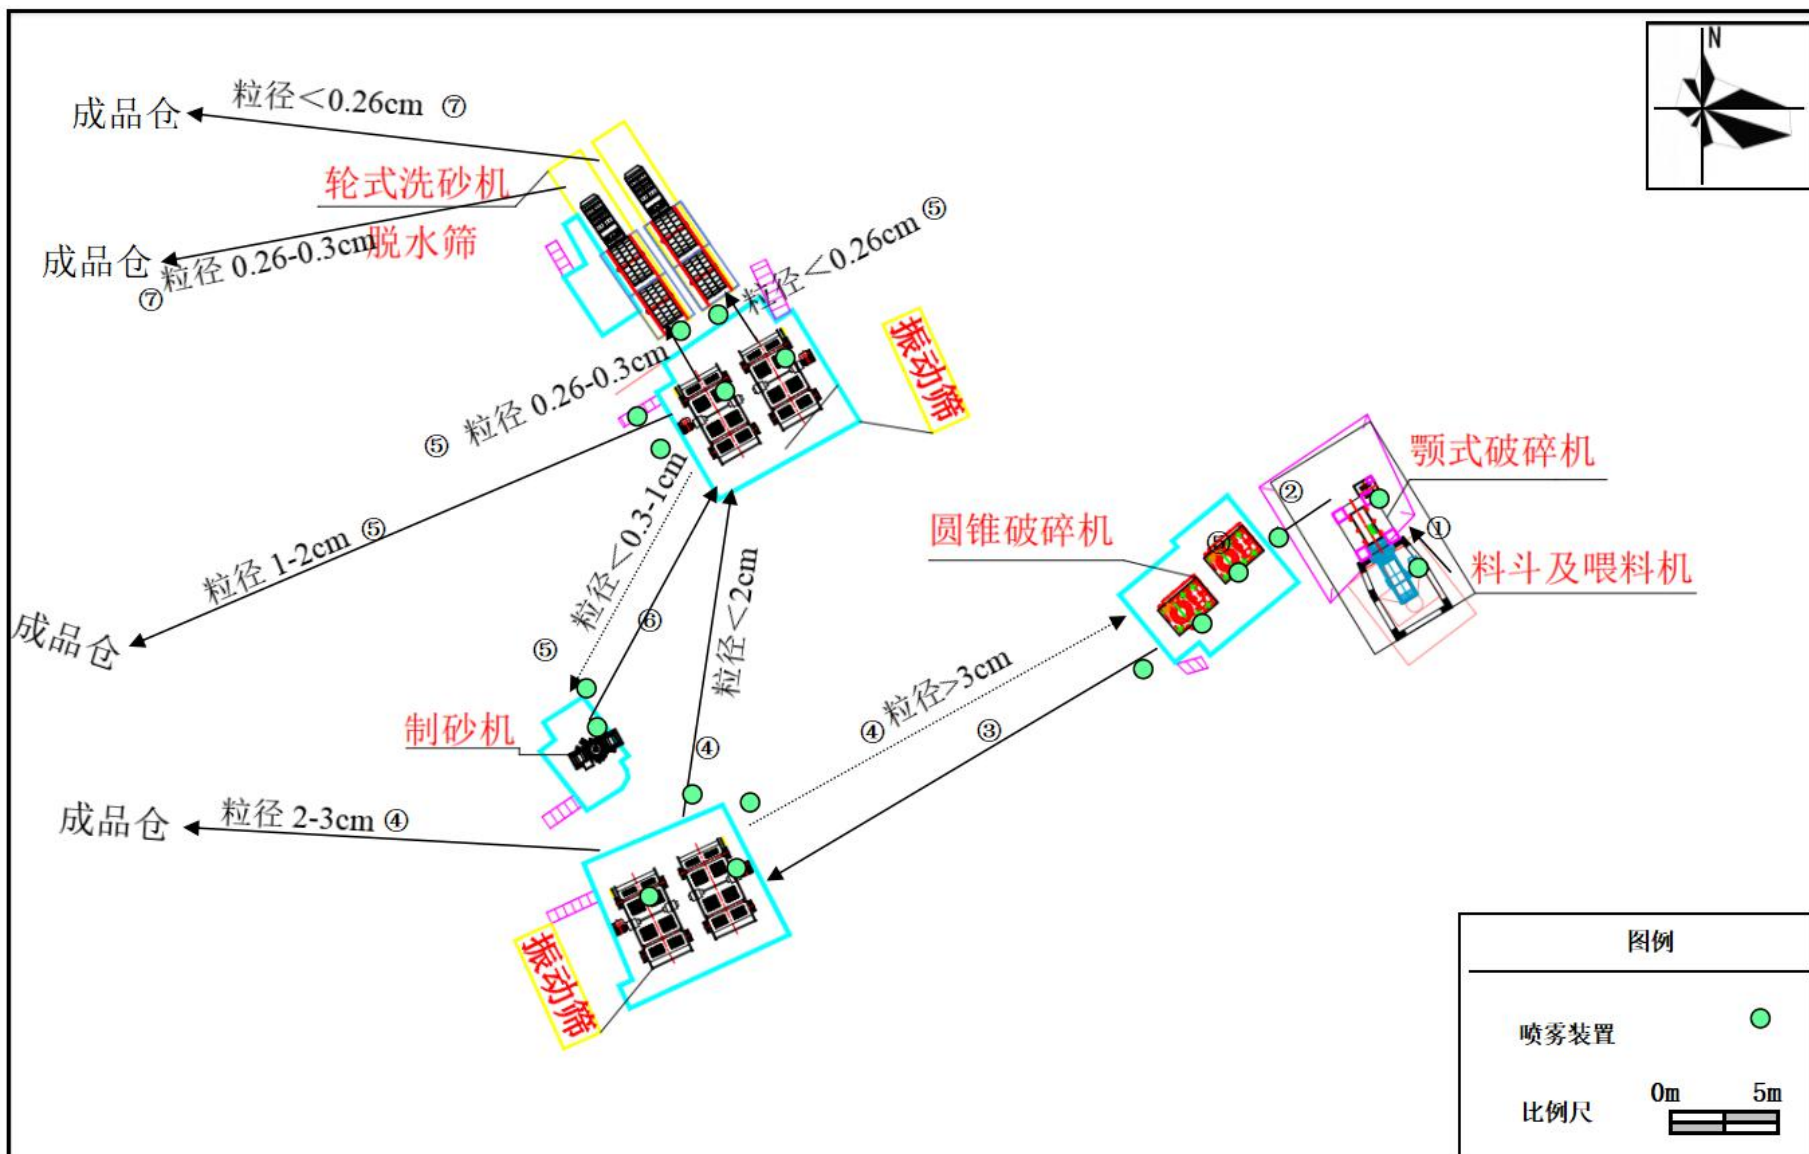 N
粒径＜0.26cm ⑦
成品仓
轮式洗砂机
粒径＜0.26cm ⑤
脱水筛
成品仓
粒径 0.26-0.3cm
⑦
振动筛
⑤ 粒径 0.26-0.3cm
颚式破碎机
②
①
圆锥破碎机
⑤
料斗及喂料机
粒径 1-2cm ⑤
粒径＜0.3-1cm
⑤
⑥
粒径＜2cm
④
成品仓
④ 粒径>3cm
③
制砂机
成品仓
粒径 2-3cm ④
振动筛
图例
喷雾装置
比例尺
0m 5m